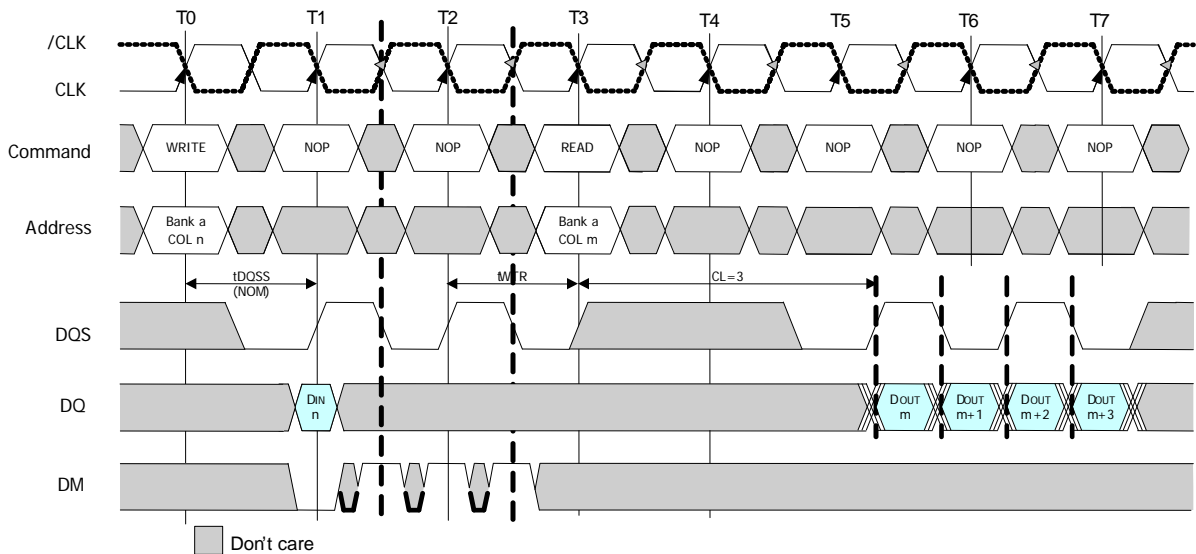 T0 T1 T2 T3 T4 T5 T6 T7
/CLK
CLK
Command WRITE NOP NOP READ NOP NOP NOP NOP
Address Bank a COL n Bank a COL m
tDQSS (NOM) tWTR CL=3
DQS
DQ DIN n DOUT m DOUT m+1 DOUT m+2 DOUT m+3
DM
Don't care